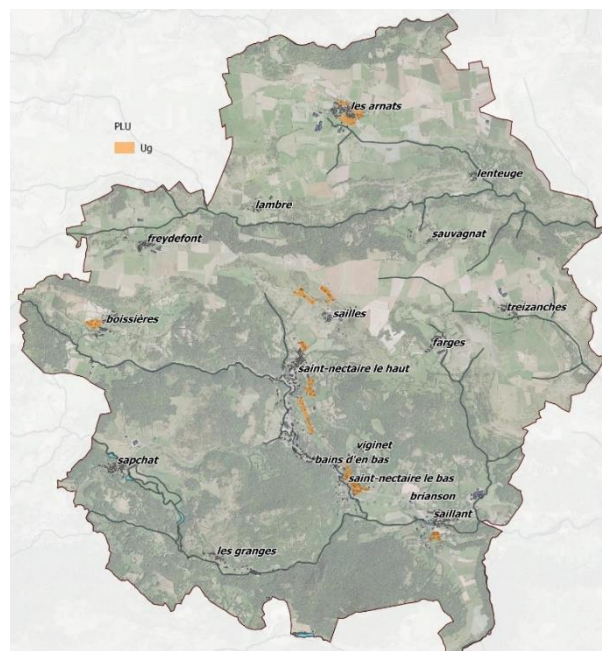 les arnats
PLU
Ug
lenteuge
lambre
sauvagnat
freydefont
treizanches
sailles
boissières
farges
saint-nectaire le haut
viginet
bains d'en bas
sapchat
saint-nectaire le bas
brianson
saillant
les granges